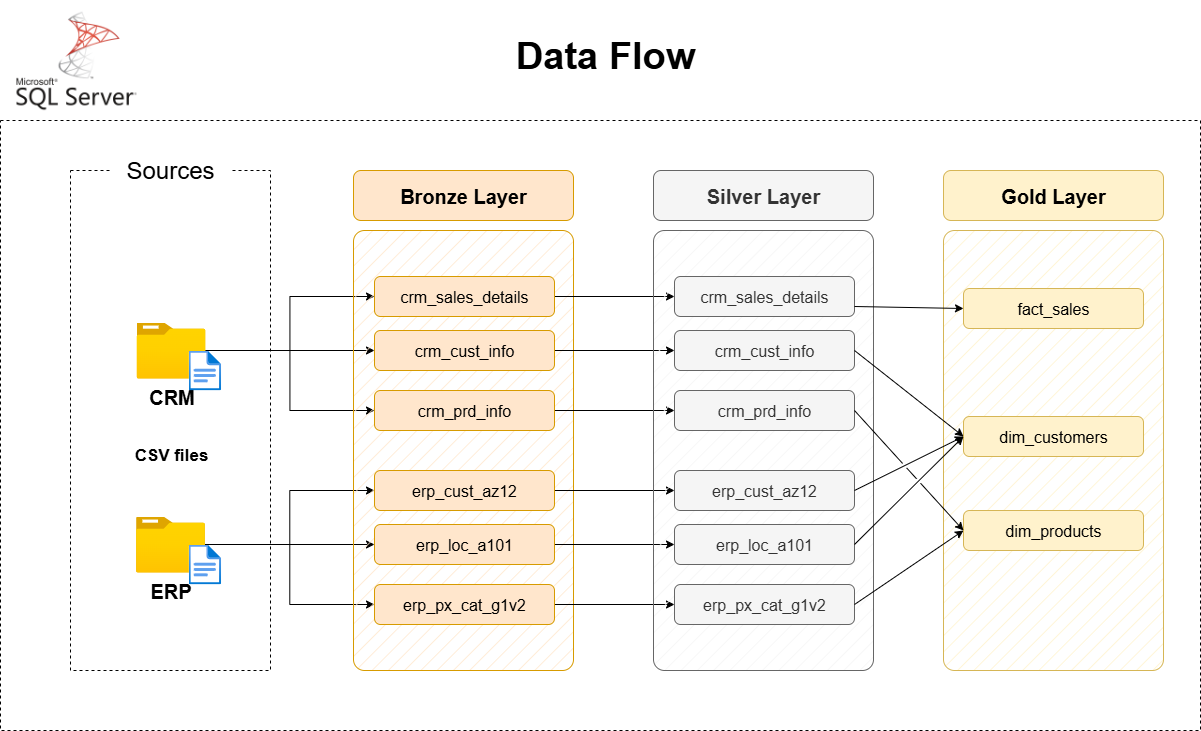 Microsoft®
SQL Server
Data Flow
Sources
CRM
CSV files
ERP
Bronze Layer
crm_sales_details
crm_cust_info
crm_prd_info
erp_cust_az12
erp_loc_a101
erp_px_cat_g1v2
Silver Layer
crm_sales_details
crm_cust_info
crm_prd_info
erp_cust_az12
erp_loc_a101
erp_px_cat_g1v2
Gold Layer
fact_sales
dim_customers
dim_products